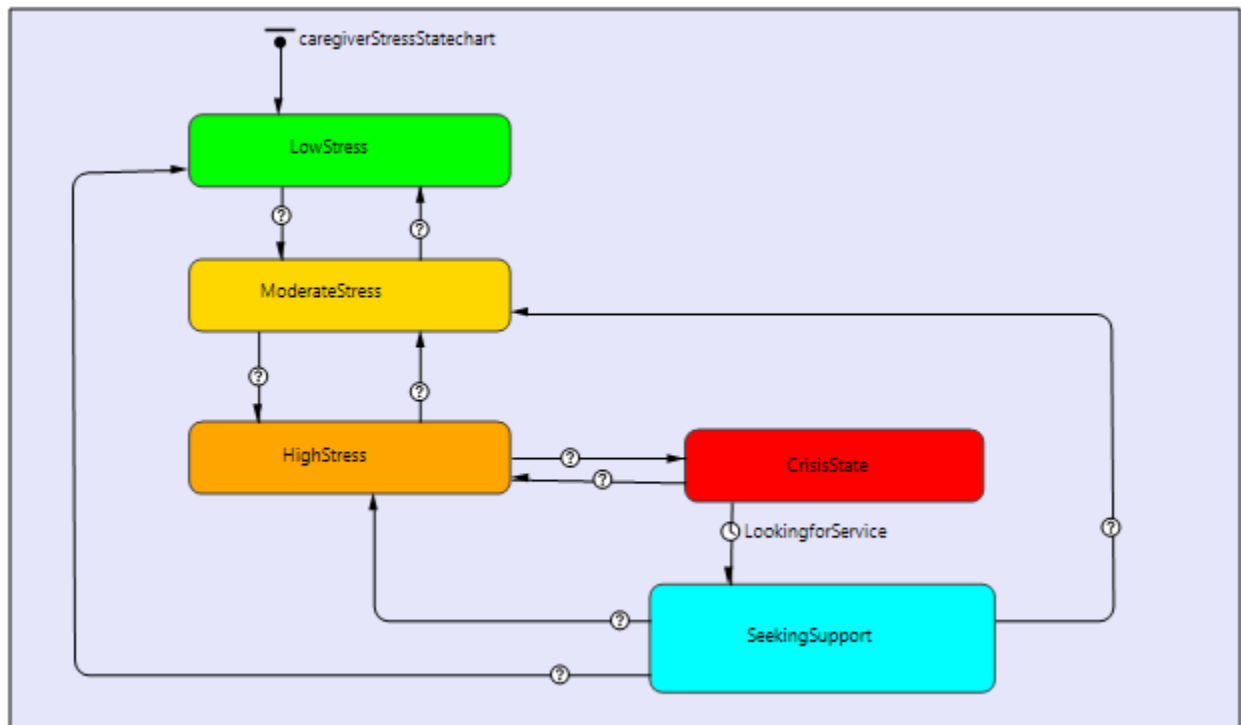 caregiverStressStatechart
LowStress
?
?
ModerateStress
?
?
HighStress
?
?
CrisisState
LookingforService
?
SeekingSupport
?
?